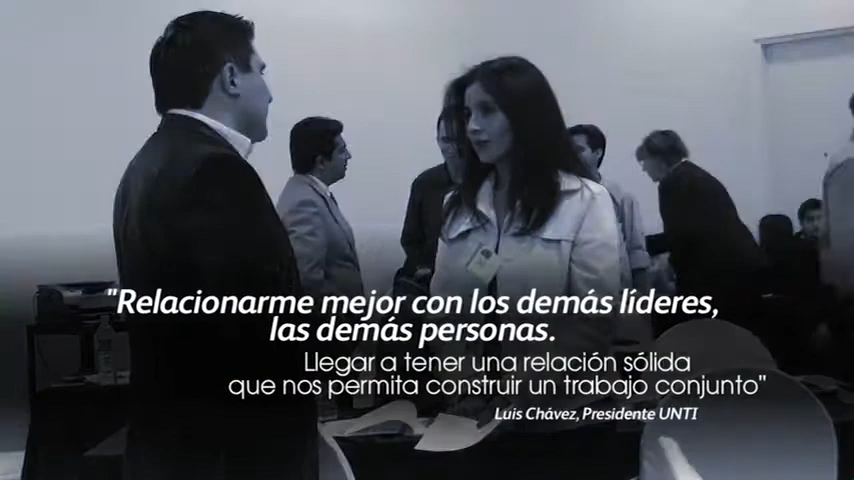 "Relacionarme mejor con los demás líderes,
las demás personas.
Llegar a tener una relación sólida
que nos permita construir un trabajo conjunto"
Luis Chávez, Presidente UNTI